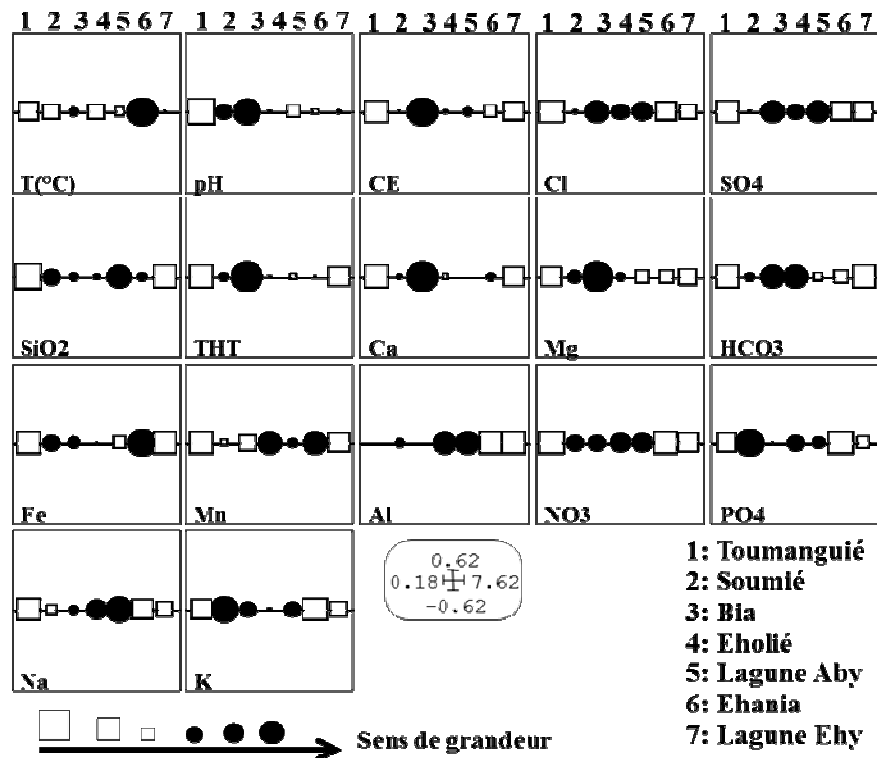 1 2 3 4 5 6 7 1 2 3 4 5 6 7 1 2 3 4 5 6 7 1 2 3 4 5 6 7 1 2 3 4 5 6 7
T(°C) pH CE Cl SO4
SiO2 THT Ca Mg HCO3
Fe Mn Al NO3 PO4
Na K
0.62
0.18 7.62
-0.62
1: Toumanguié
2: Soumié
3: Bia
4: Eholié
5: Lagune Aby
6: Ehania
7: Lagune Ehy
Sens de grandeur